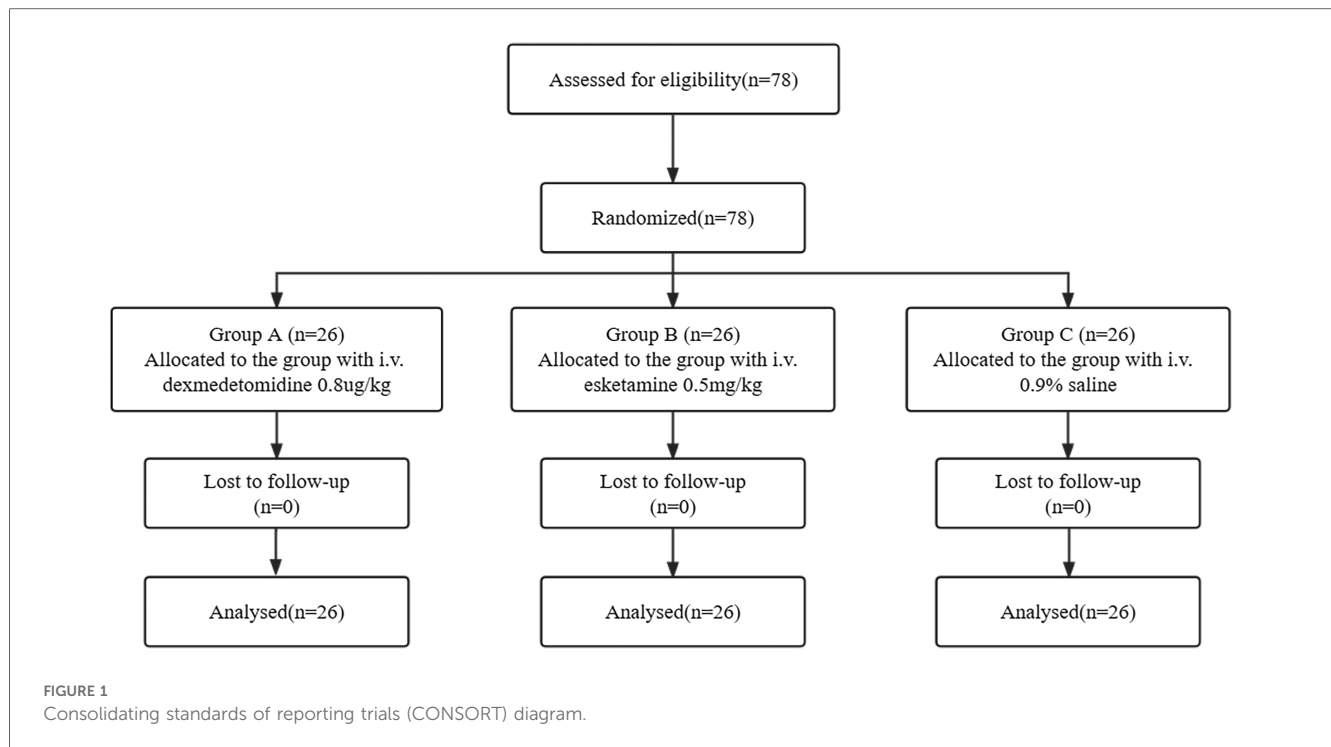 Assessed for eligibility(n=78)
Randomized(n=78)
Group A (n=26)
Allocated to the group with i.v.
dexmedetomidine 0.8ug/kg
Group B (n=26)
Allocated to the group with i.v.
esketamine 0.5mg/kg
Group C (n=26)
Allocated to the group with i.v.
0.9% saline
Lost to follow-up
(n=0)
Lost to follow-up
(n=0)
Lost to follow-up
(n=0)
Analysed(n=26)
Analysed(n=26)
Analysed(n=26)
FIGURE 1
Consolidating standards of reporting trials (CONSORT) diagram.